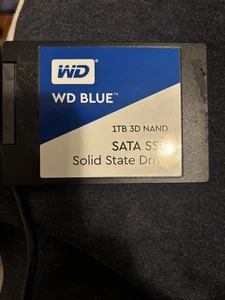 WD
WD BLUE™
1TB 3D NAND
SATA SS
Solid State Driv